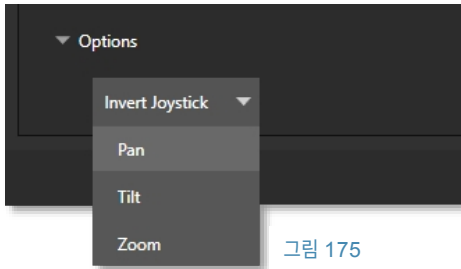 Options
Invert Joystick
Pan
Tilt
Zoom
그림 175